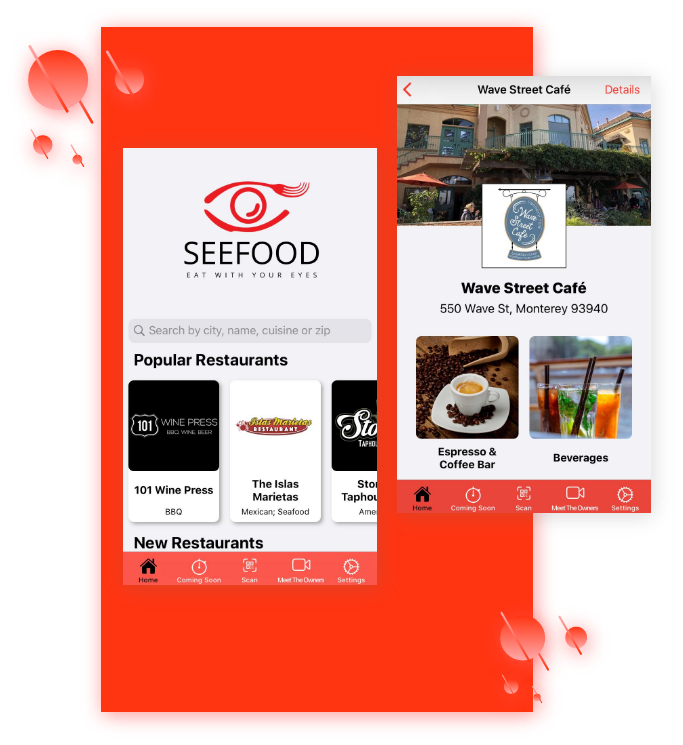 SEEFOOD
EAT WITH YOUR EYES
Search by city, name, cuisine or zip
Popular Restaurants
101 WINE PRESS
BBQ WINE BEER
101 Wine Press
BBQ
Islas Marietas
RESTAURANT
The Islas
Marietas
Mexican; Seafood
Sto
TAPHO
Stor
Taphou
Amer
New Restaurants
Home
Coming Soon
Scan
Meet The Owners
Settings
Wave Street Café
Details
Wave
Street
Café
Wave Street Café
550 Wave St, Monterey 93940
Espresso &
Coffee Bar
Beverages
Home
Coming Soon
Scan
Meet The Owners
Settings